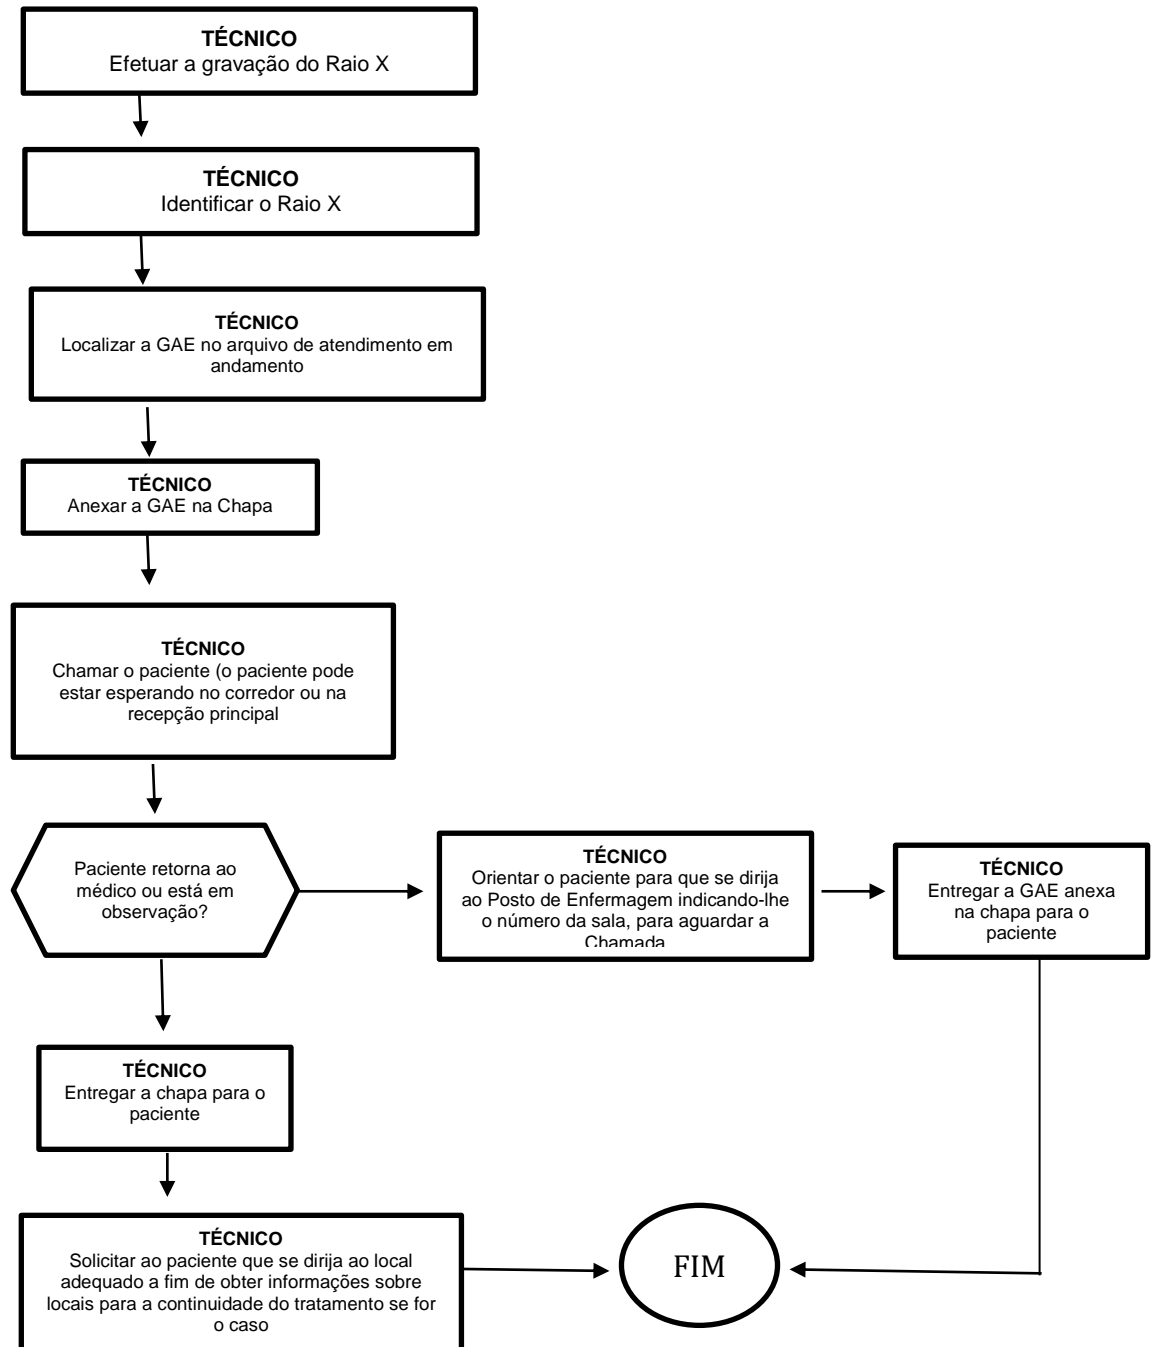 TÉCNICO
Efetuar a gravação do Raio X
TÉCNICO
Identificar o Raio X
TÉCNICO
Localizar a GAE no arquivo de atendimento em
andamento
TÉCNICO
Anexar a GAE na Chapa
TÉCNICO
Chamar o paciente (o paciente pode
estar esperando no corredor ou na
recepção principal
Paciente retorna ao
médico ou está em
observação?
TÉCNICO
Orientar o paciente para que se dirija
ao Posto de Enfermagem indicando-lhe
o número da sala, para aguardar a
Chamada
TÉCNICO
Entregar a GAE anexa
na chapa para o
paciente
TÉCNICO
Entregar a chapa para o
paciente
TÉCNICO
Solicitar ao paciente que se dirija ao local
adequado a fim de obter informações sobre
locais para a continuidade do tratamento se for
o caso
FIM